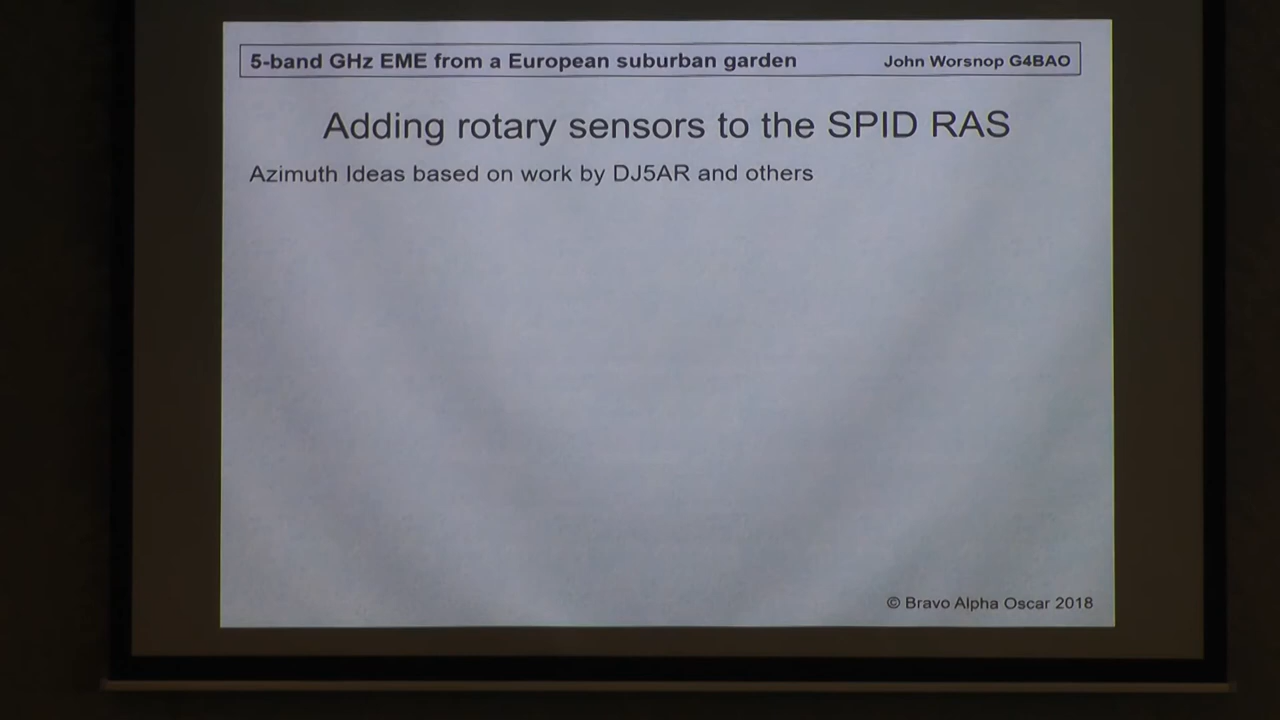 5-band GHz EME from a European suburban garden John Worsnop G4BAO
Adding rotary sensors to the SPID RAS
Azimuth Ideas based on work by DJ5AR and others
© Bravo Alpha Oscar 2018